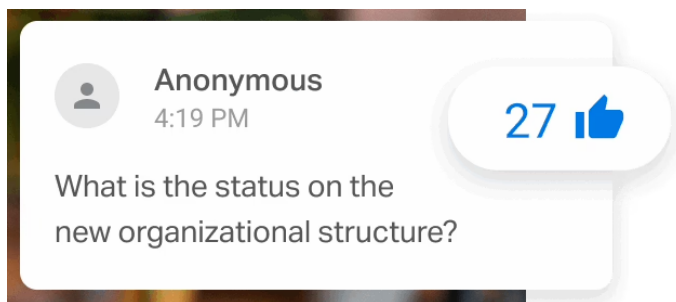 Anonymous
4:19 PM
27
What is the status on the
new organizational structure?